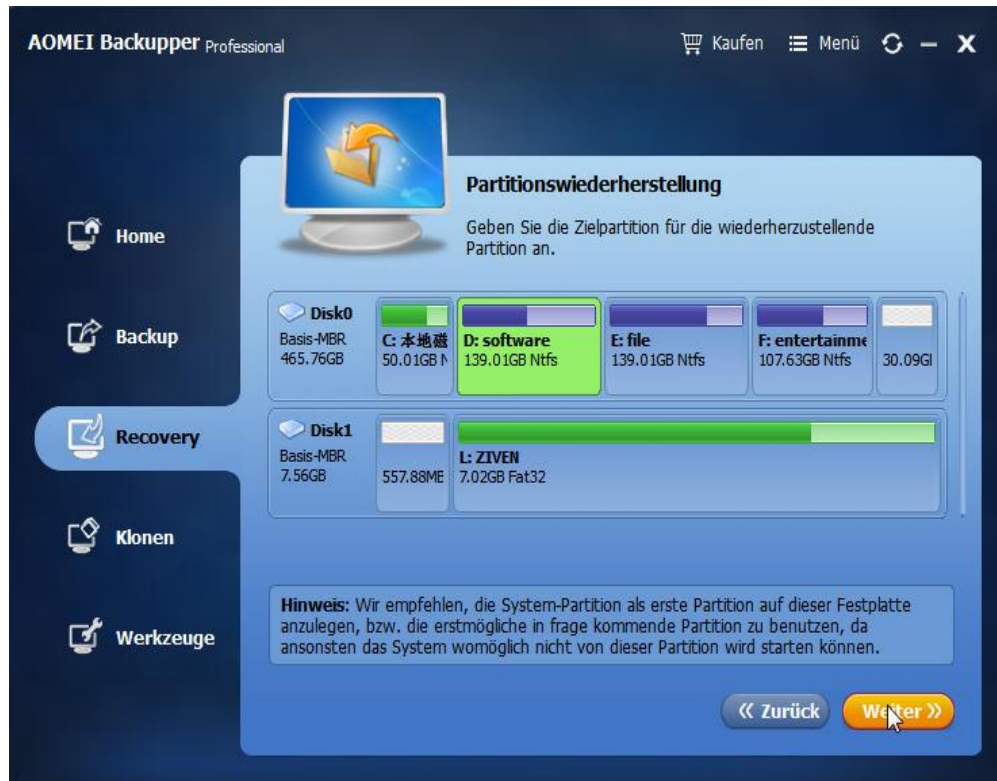 AOMEI Backupper Professional
Kaufen
Menü
Partitionswiederherstellung
Geben Sie die Zielpartition für die wiederherzustellende
Partition an.
Home
Backup
Recovery
Klonen
Werkzeuge
Disk0
Basis-MBR
465.76GB
C: 本地磁
50.01GB N
D: software
139.01GB Ntfs
E: file
139.01GB Ntfs
F: entertainme
107.63GB Ntfs
30.09G
Disk1
Basis-MBR
7.56GB
557.88ME
L: ZIVEN
7.02GB Fat32
Hinweis: Wir empfehlen, die System-Partition als erste Partition auf dieser Festplatte
anzulegen, bzw. die erstmögliche in frage kommende Partition zu benutzen, da
ansonsten das System womöglich nicht von dieser Partition wird starten können.
Zurück
Weiter